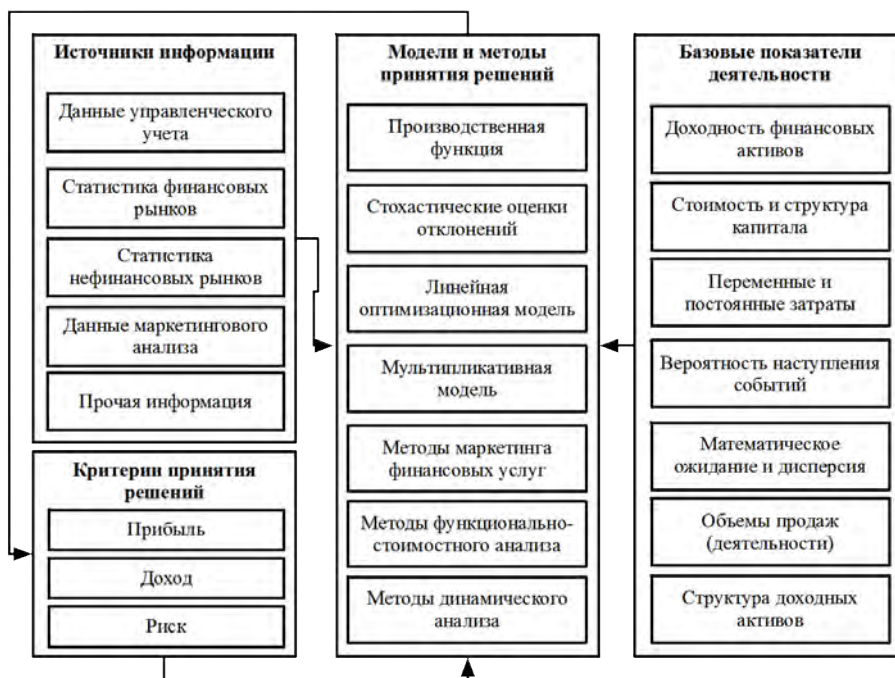 Источники информации
Данные управленческого
учета
Статистика финансовых
рынков
Статистика
нефинансовых рынков
Данные маркетингового
анализа
Прочая информация
Критерии принятия
решений
Прибыль
Доход
Риск
Модели и методы
принятия решений
Производственная
функция
Стохастические оценки
отклонений
Линейная
оптимизационная модель
Мультипликативная
модель
Методы маркетинга
финансовых услуг
Методы функционально-
стоимостного анализа
Методы динамического
анализа
Базовые показатели
деятельности
Доходность финансовых
активов
Стоимость и структура
капитала
Переменные и
постоянные затраты
Вероятность наступления
событий
Математическое
ожидание и дисперсия
Объемы продаж
(деятельности)
Структура доходных
активов